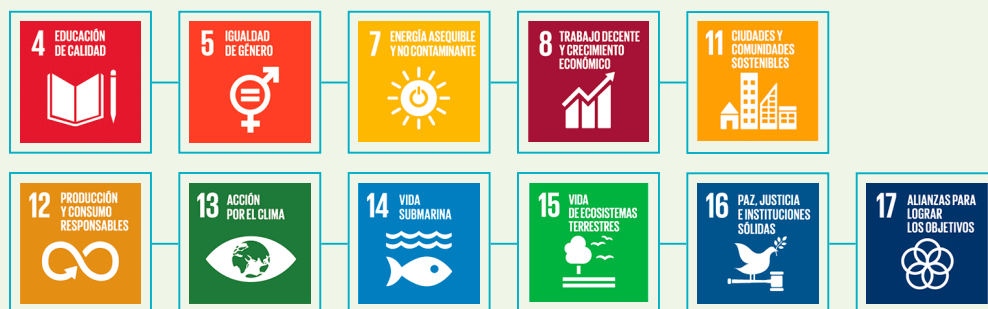 4 EDUCACIÓN
DE CALIDAD
5 IGUALDAD
DE GÉNERO
7 ENERGÍA ASEQUIBLE
Y NO CONTAMINANTE
8 TRABAJO DECENTE
Y CRECIMIENTO
ECONÓMICO
11 CIUDADES Y
COMUNIDADES
SOSTENIBLES
12 PRODUCCIÓN
Y CONSUMO
RESPONSABLES
13 ACCIÓN
POR EL CLIMA
14 VIDA
SUBMARINA
15 VIDA
DE ECOSISTEMAS
TERRESTRES
16 PAZ, JUSTICIA
E INSTITUCIONES
SÓLIDAS
17 ALIANZAS PARA
LOGRAR
LOS OBJETIVOS